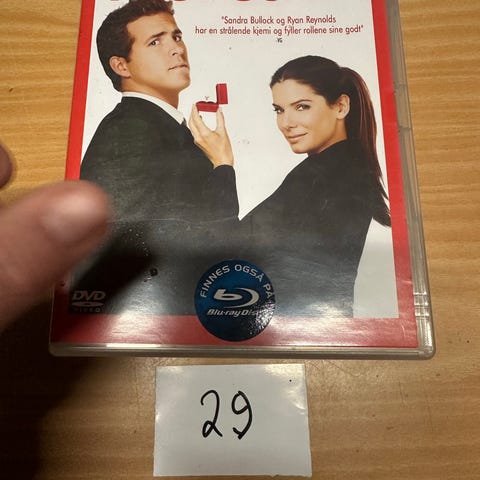 "Sandra Bullock og Ryan Reynolds
har en strålende kjemi og fyller rollene sine godt"
-VG
DVD
VIDEO
FINNES OGSÅ PÅ
Blu-ray Disc
29